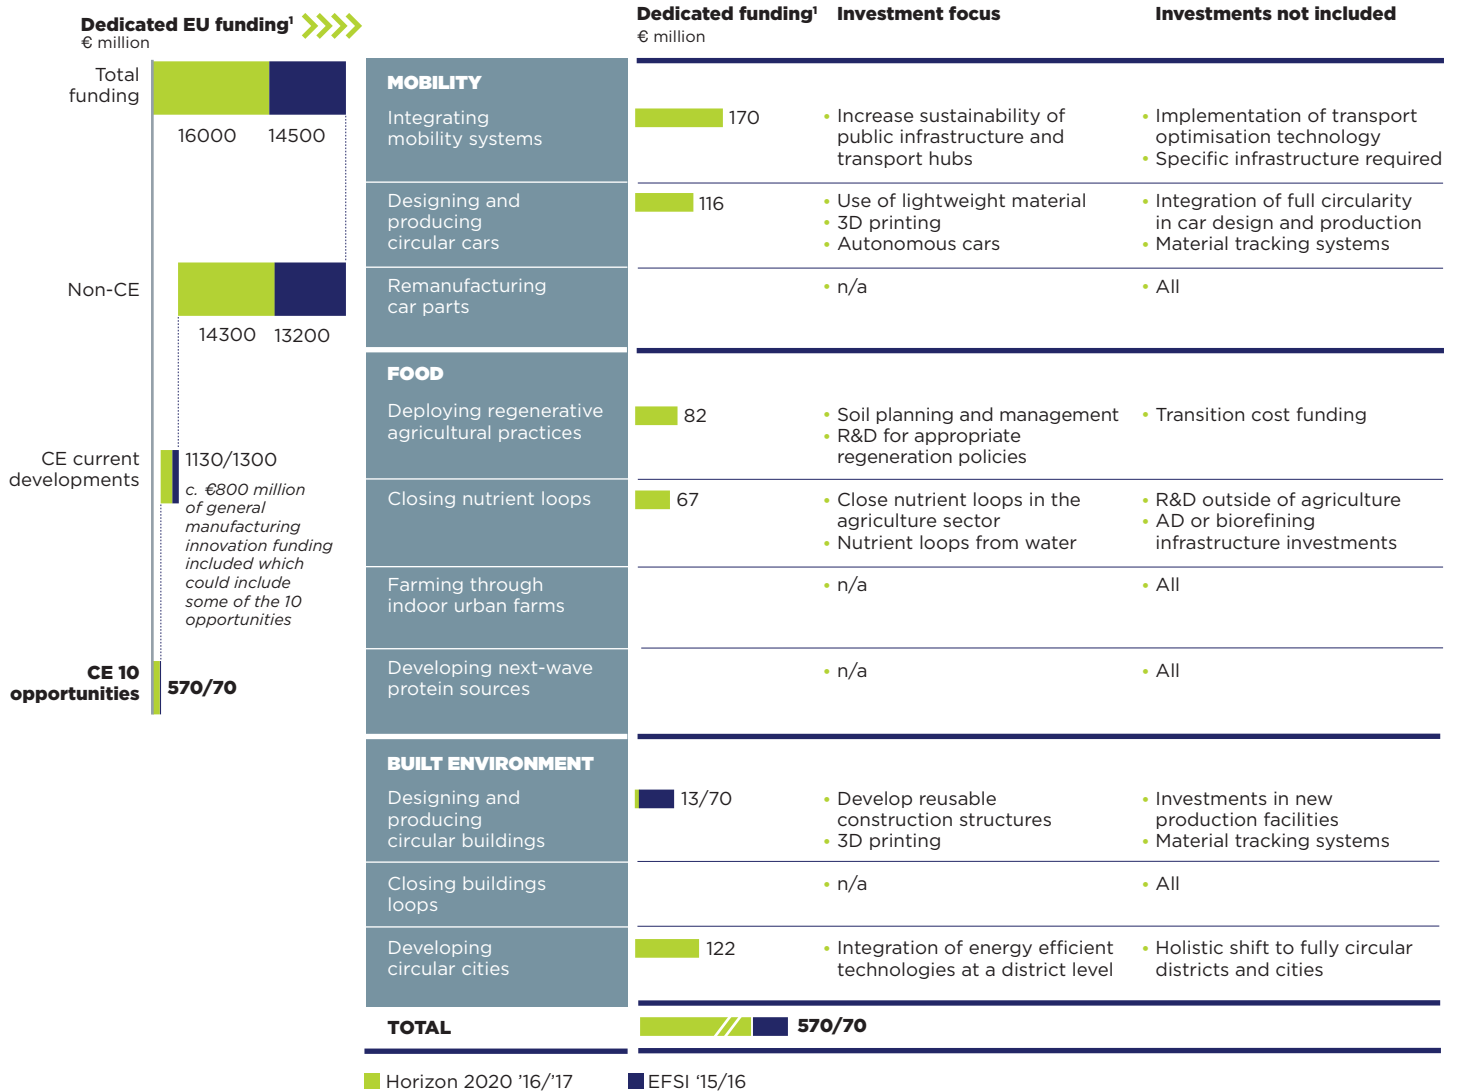 Dedicated EU funding¹
€ million
Total
funding
16000 14500
Non-CE
14300 13200
CE current
developments
1130/1300
c. €800 million
of general
manufacturing
innovation funding
included which
could include
some of the 10
opportunities
CE 10
opportunities
570/70
Dedicated funding¹ Investment focus Investments not included
€ million
MOBILITY
Integrating
mobility systems
170
• Increase sustainability of
public infrastructure and
transport hubs
• Implementation of transport
optimisation technology
• Specific infrastructure required
Designing and
producing
circular cars
116
• Use of lightweight material
• 3D printing
• Autonomous cars
• Integration of full circularity
in car design and production
• Material tracking systems
Remanufacturing
car parts
• n/a
• All
FOOD
Deploying regenerative
agricultural practices
82
• Soil planning and management
• R&D for appropriate
regeneration policies
• Transition cost funding
Closing nutrient loops
67
• Close nutrient loops in the
agriculture sector
• Nutrient loops from water
• R&D outside of agriculture
• AD or biorefining
infrastructure investments
Farming through
indoor urban farms
• n/a
• All
Developing next-wave
protein sources
• n/a
• All
BUILT ENVIRONMENT
Designing and
producing
circular buildings
13/70
• Develop reusable
construction structures
• 3D printing
• Investments in new
production facilities
• Material tracking systems
Closing buildings
loops
• n/a
• All
Developing
circular cities
122
• Integration of energy efficient
technologies at a district level
• Holistic shift to fully circular
districts and cities
TOTAL
570/70
Horizon 2020 '16/'17 EFSI '15/16